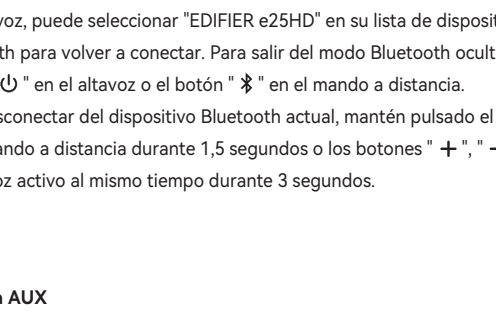 voz, puede seleccionar "EDIFIER e25HD" en su lista de disposit
th para volver a conectar. Para salir del modo Bluetooth ocult
" en el altavoz o el botón " " en el mando a distancia.
sconectar del dispositivo Bluetooth actual, mantén pulsado el
ando a distancia durante 1,5 segundos o los botones " + ", " -
oz activo al mismo tiempo durante 3 segundos.
AUX